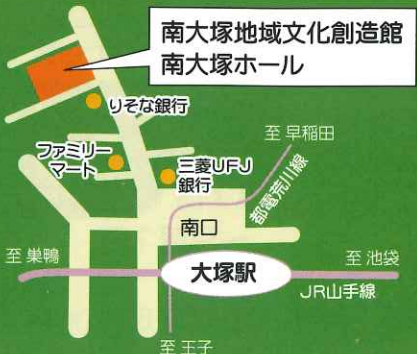 南大塚地域文化創造館
南大塚ホール
りそな銀行
至 早稲田
ファミリー
マート
三菱UFJ
銀行
都電荒川線
南口
至 巣鴨
大塚駅
至 池袋
JR山手線
至 王子